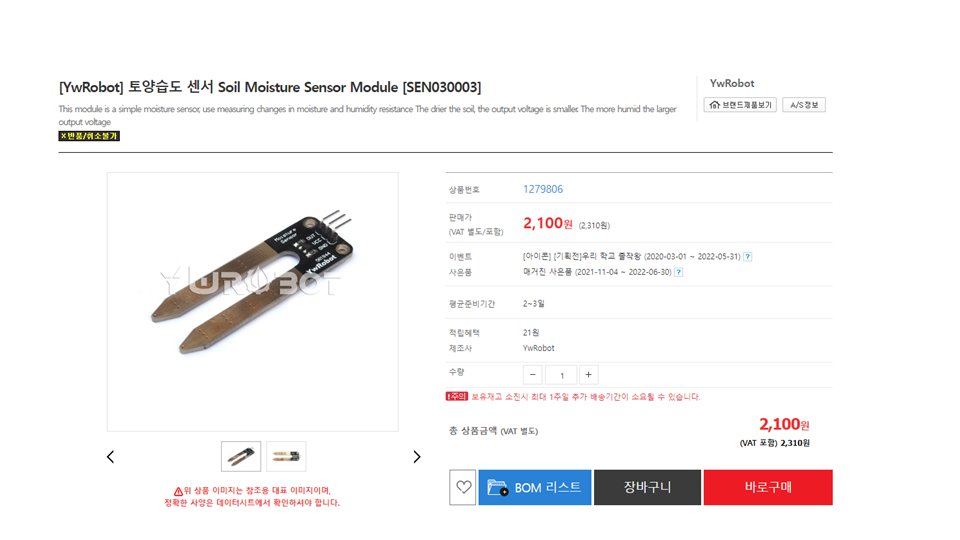 [YwRobot] 토양습도 센서 Soil Moisture Sensor Module [SEN030003]
This module is a simple moisture sensor, use measuring changes in moisture and humidity resistance The drier the soil, the output voltage is smaller. The more humid the larger
output voltage
×반품/취소불가
YwRobot
브랜드제품보기
A/S정보
Moisture
Sensor
OUT
VCC
GND
YwRobot
YWROBOT
위 상품 이미지는 참조용 대표 이미지이며,
정확한 사양은 데이터시트에서 확인하셔야 합니다.
상품번호 1279806
판매가 2,100원 (2,310원)
(VAT 별도/포함)
이벤트 [아이콘] [기획전]우리 학교 졸작왕 (2020-03-01 ~ 2022-05-31) ?
사은품 매거진 사은품 (2021-11-04 ~ 2022-06-30) ?
평균준비기간 2~3일
적립혜택 21원
제조사 YwRobot
수량 − 1 +
!주의 보유재고 소진시 최대 1주일 추가 배송기간이 소요될 수 있습니다.
총 상품금액 (VAT 별도) 2,100원
(VAT 포함) 2,310원
BOM 리스트
장바구니
바로구매